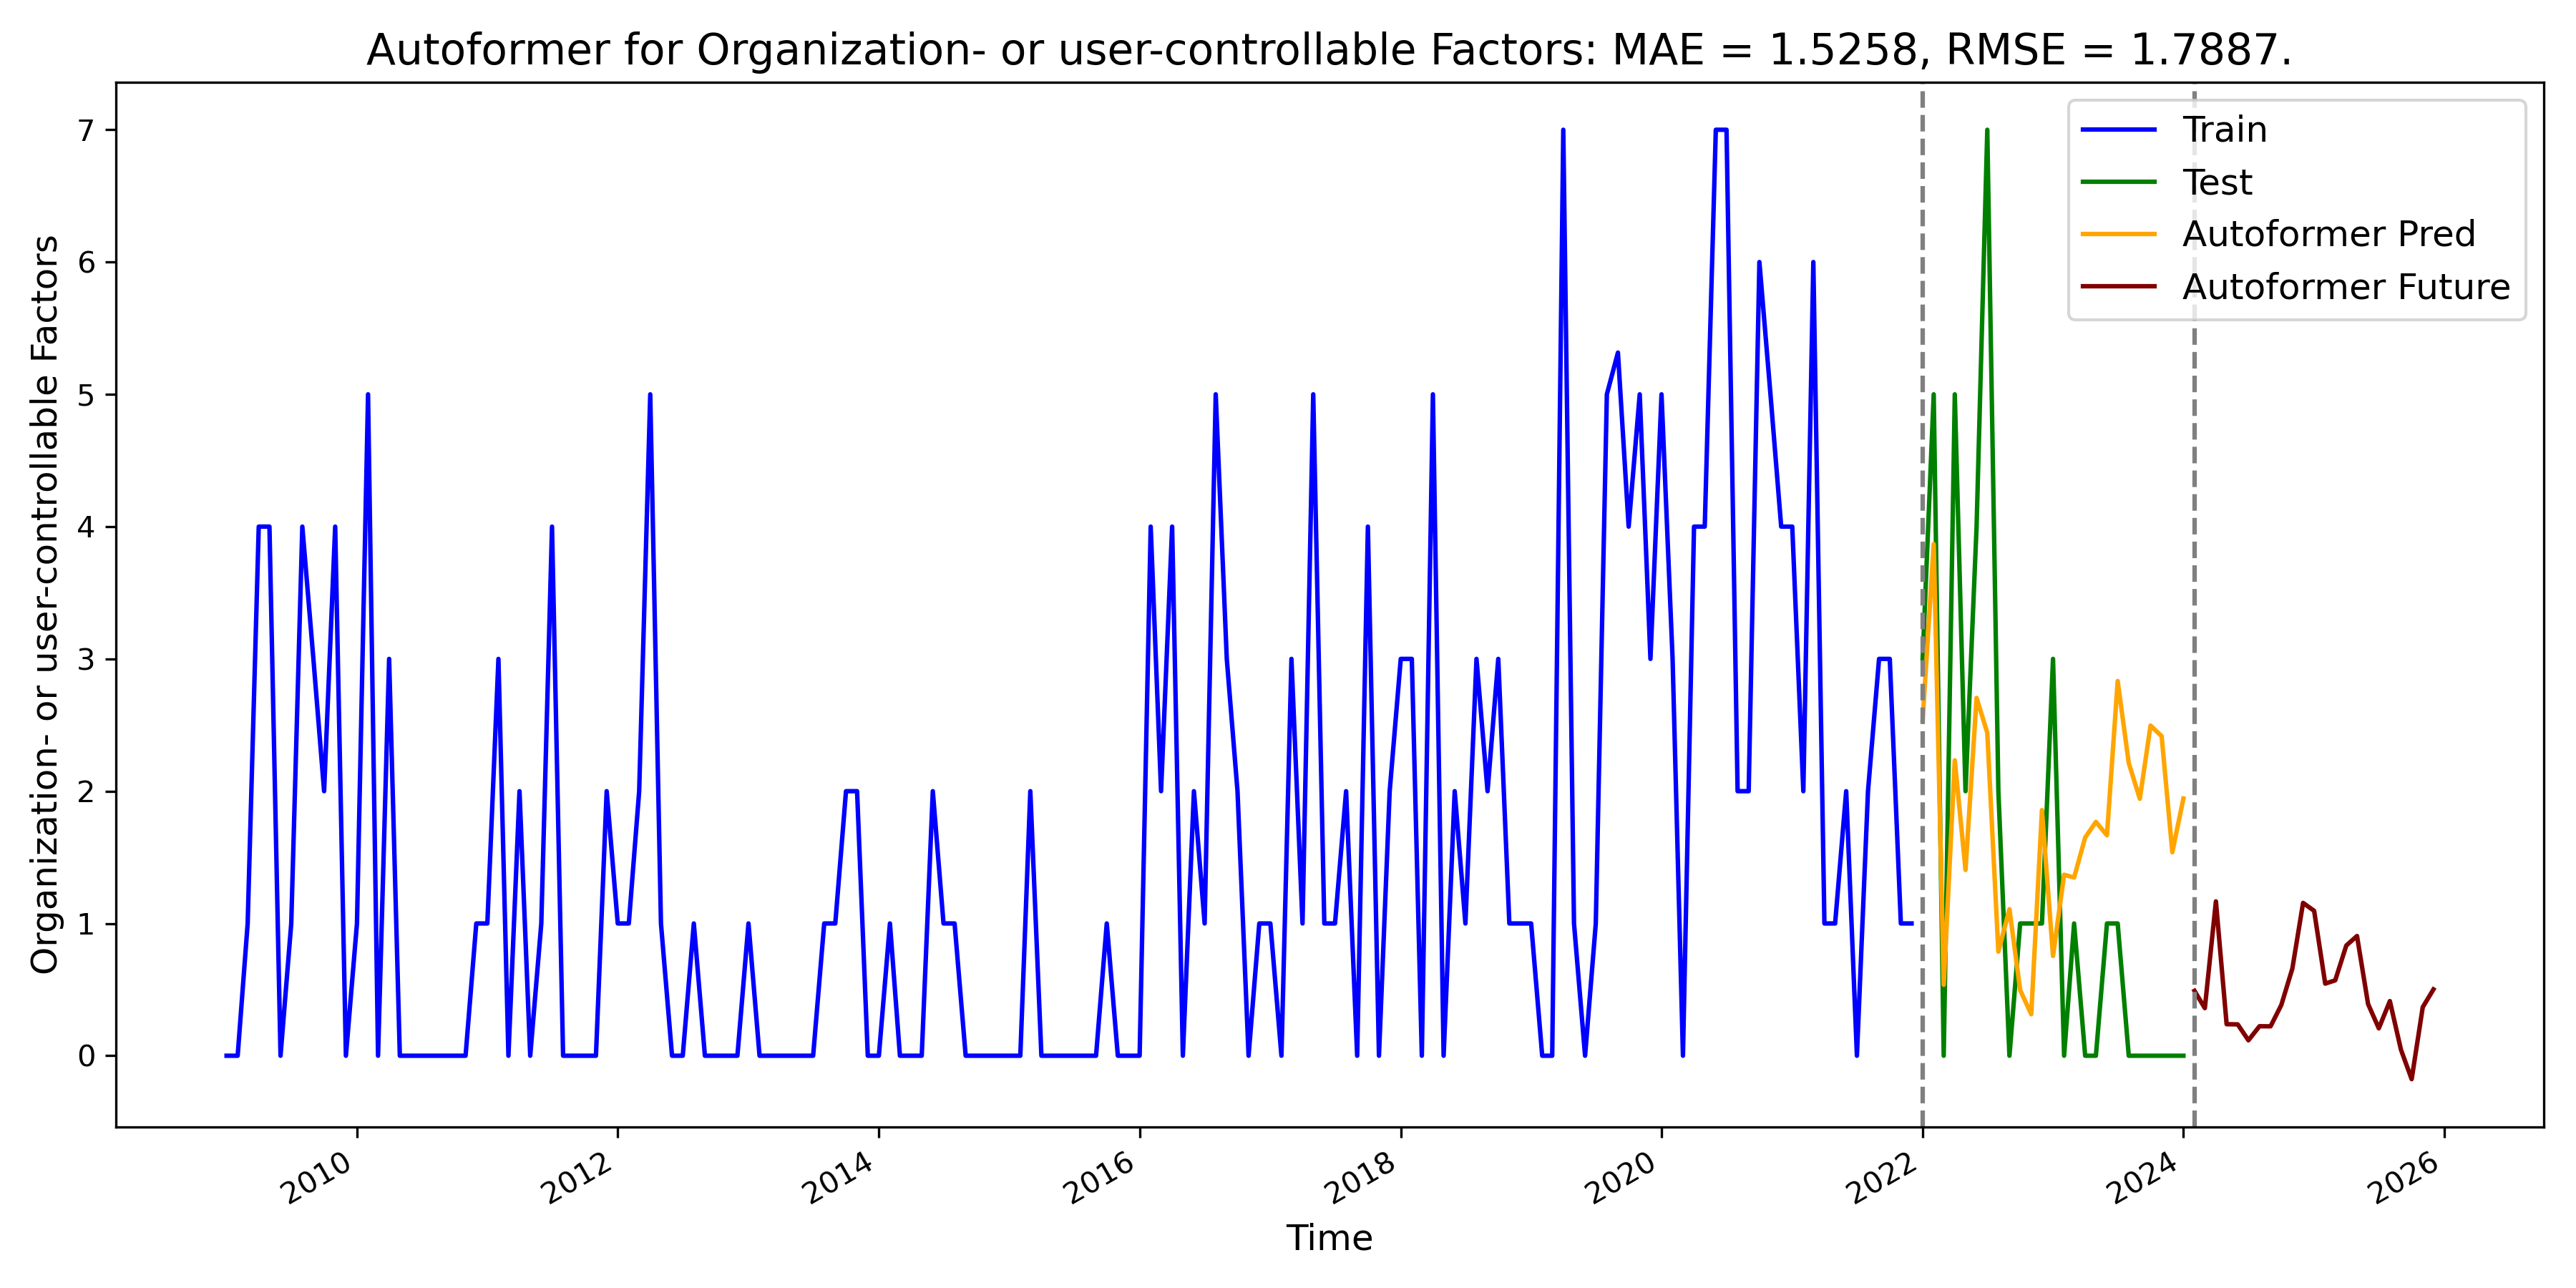 Autoformer for Organization- or user-controllable Factors: MAE = 1.5258, RMSE = 1.7887.
Organization- or user-controllable Factors
7
6
5
4
3
2
1
0
Train
Test
Autoformer Pred
Autoformer Future
2010
2012
2014
2016
2018
2020
2022
2024
2026
Time